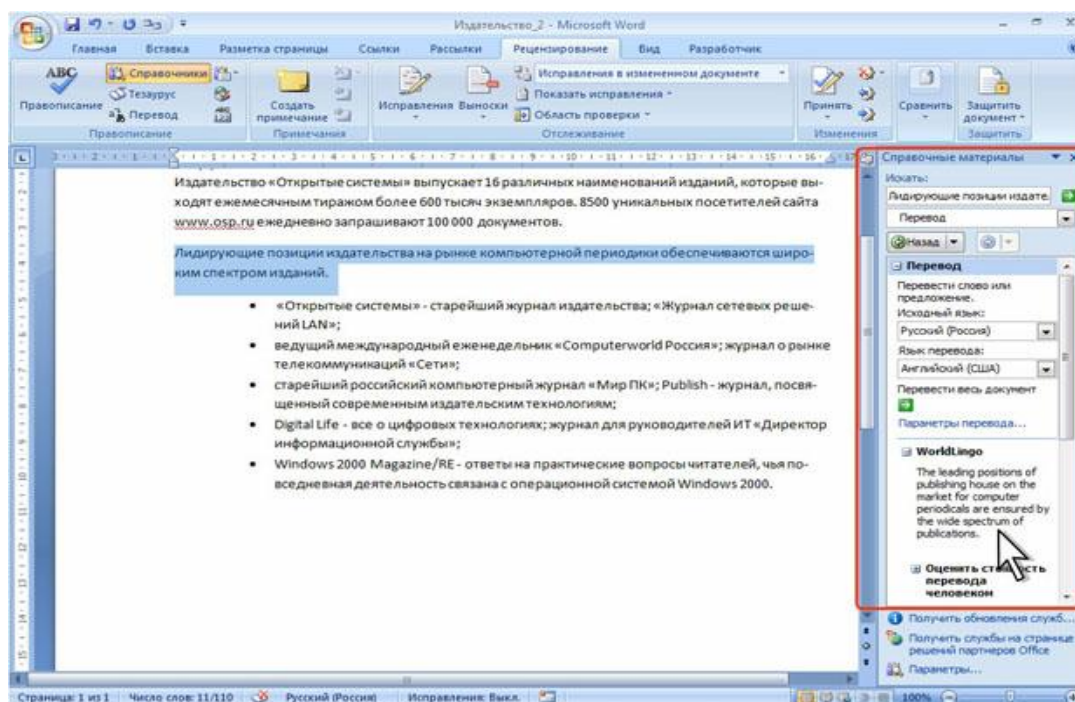 Издательство_2 - Microsoft Word
Главная Вставка Разметка страницы Ссылки Рассылки Рецензирование Вид Разработчик
ABC Правописание
Справочники
Тезаурус
Перевод
Правописание
Создать примечание
Примечания
Исправления Выноски
Исправления в измененном документе
Показать исправления
Область проверки
Отслеживание
Принять
Изменения
Сравнить
Защитить документ
Защитить
Издательство «Открытые системы» выпускает 16 различных наименований изданий, которые вы-
ходят ежемесячным тиражом более 600 тысяч экземпляров. 8500 уникальных посетителей сайта
www.osp.ru ежедневно запрашивают 100 000 документов.
Лидирующие позиции издательства на рынке компьютерной периодики обеспечиваются широ-
ким спектром изданий.
• «Открытые системы» - старейший журнал издательства; «Журнал сетевых реше-
ний LAN»;
• ведущий международный еженедельник «Computerworld Россия»; журнал о рынке
телекоммуникаций «Сети»;
• старейший российский компьютерный журнал «Мир ПК»; Publish - журнал, посвя-
щенный современным издательским технологиям;
• Digital Life - все о цифровых технологиях; журнал для руководителей ИТ «Директор
информационной службы»;
• Windows 2000 Magazine/RE - ответы на практические вопросы читателей, чья по-
вседневная деятельность связана с операционной системой Windows 2000.
Справочные материалы
Искать:
Лидирующие позиции издате
Перевод
Назад
Перевод
Перевести слово или
предложение.
Исходный язык:
Русский (Россия)
Язык перевода:
Английский (США)
Перевести весь документ
Параметры перевода...
WorldLingo
The leading positions of
publishing house on the
market for computer
periodicals are ensured by
the wide spectrum of
publications.
Оценить стоимость
перевода
человеком
Получить обновления служб...
Получить службы на странице
решений партнеров Office
Параметры...
Страница: 1 из 1 Число слов: 11/110 Русский (Россия) Исправления: Выкл. 100%